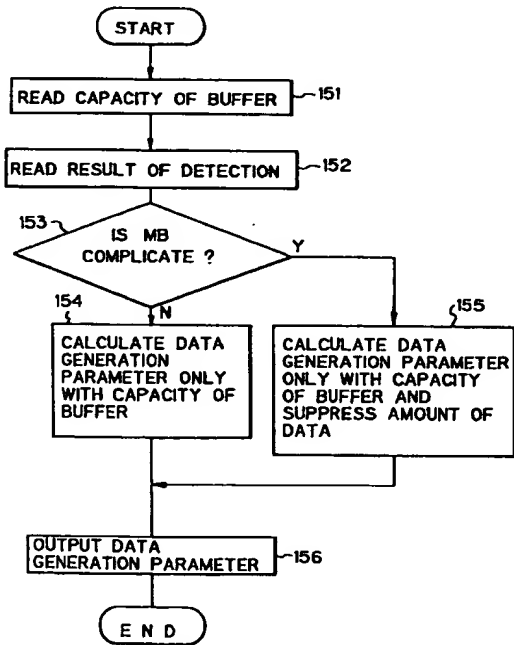 START
READ CAPACITY OF BUFFER
151
READ RESULT OF DETECTION
152
153
IS MB
COMPLICATE ?
Y
N
154
CALCULATE DATA
GENERATION
PARAMETER ONLY
WITH CAPACITY OF
BUFFER
155
CALCULATE DATA
GENERATION PARAMETER
ONLY WITH CAPACITY
OF BUFFER AND
SUPPRESS AMOUNT OF
DATA
OUTPUT DATA
GENERATION PARAMETER
156
END